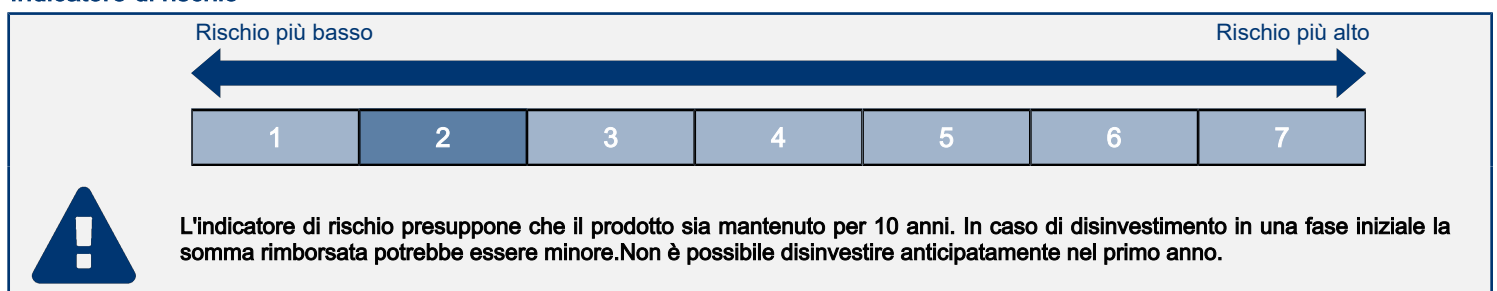 Rischio più basso
Rischio più alto
1 2 3 4 5 6 7
L'indicatore di rischio presuppone che il prodotto sia mantenuto per 10 anni. In caso di disinvestimento in una fase iniziale la
somma rimborsata potrebbe essere minore.Non è possibile disinvestire anticipatamente nel primo anno.